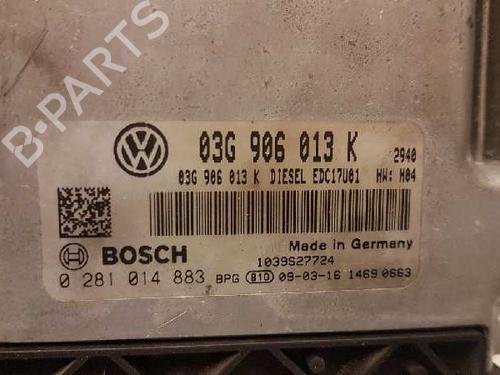 B-PARTS
03G 906 013 K 2940
03G 906 013 K DIESEL EDC17U01 HW: H04
BOSCH
Made in Germany
1039S27724
0 281 014 883 BPG B10 09-03-16 1469 0663